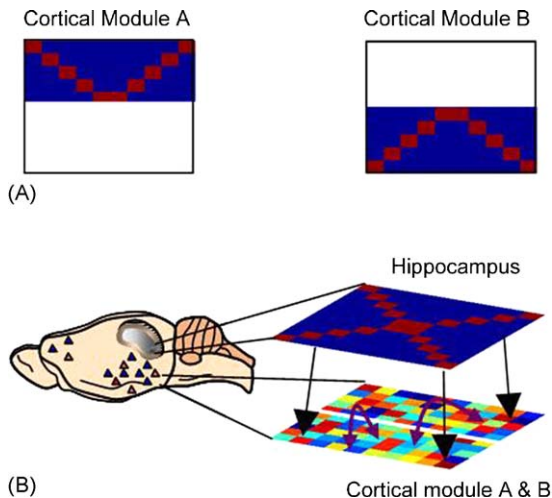 Cortical Module A
Cortical Module B
(A)
Hippocampus
(B)
Cortical module A & B